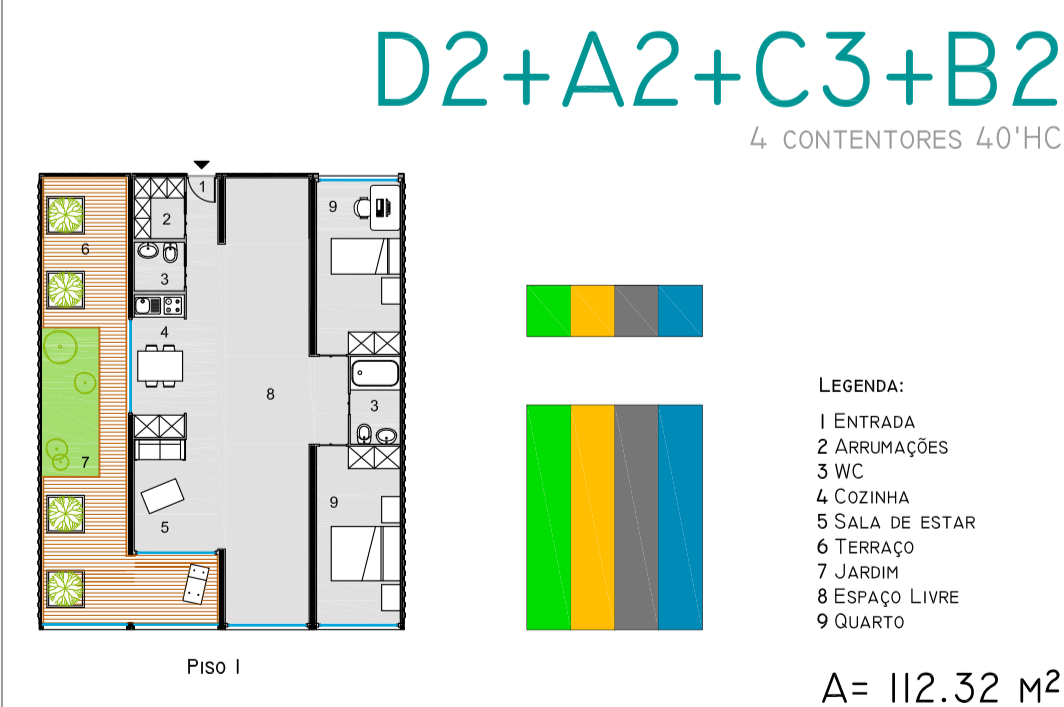 D2+A2+C3+B2
4 CONTENTORES 40'HC
1
9
2
6
3
4
8
3
7
9
5
LEGENDA:
1 ENTRADA
2 ARRUMAÇÕES
3 WC
4 COZINHA
5 SALA DE ESTAR
6 TERRAÇO
7 JARDIM
8 ESPAÇO LIVRE
9 QUARTO
PISO 1
A= 112.32 M²